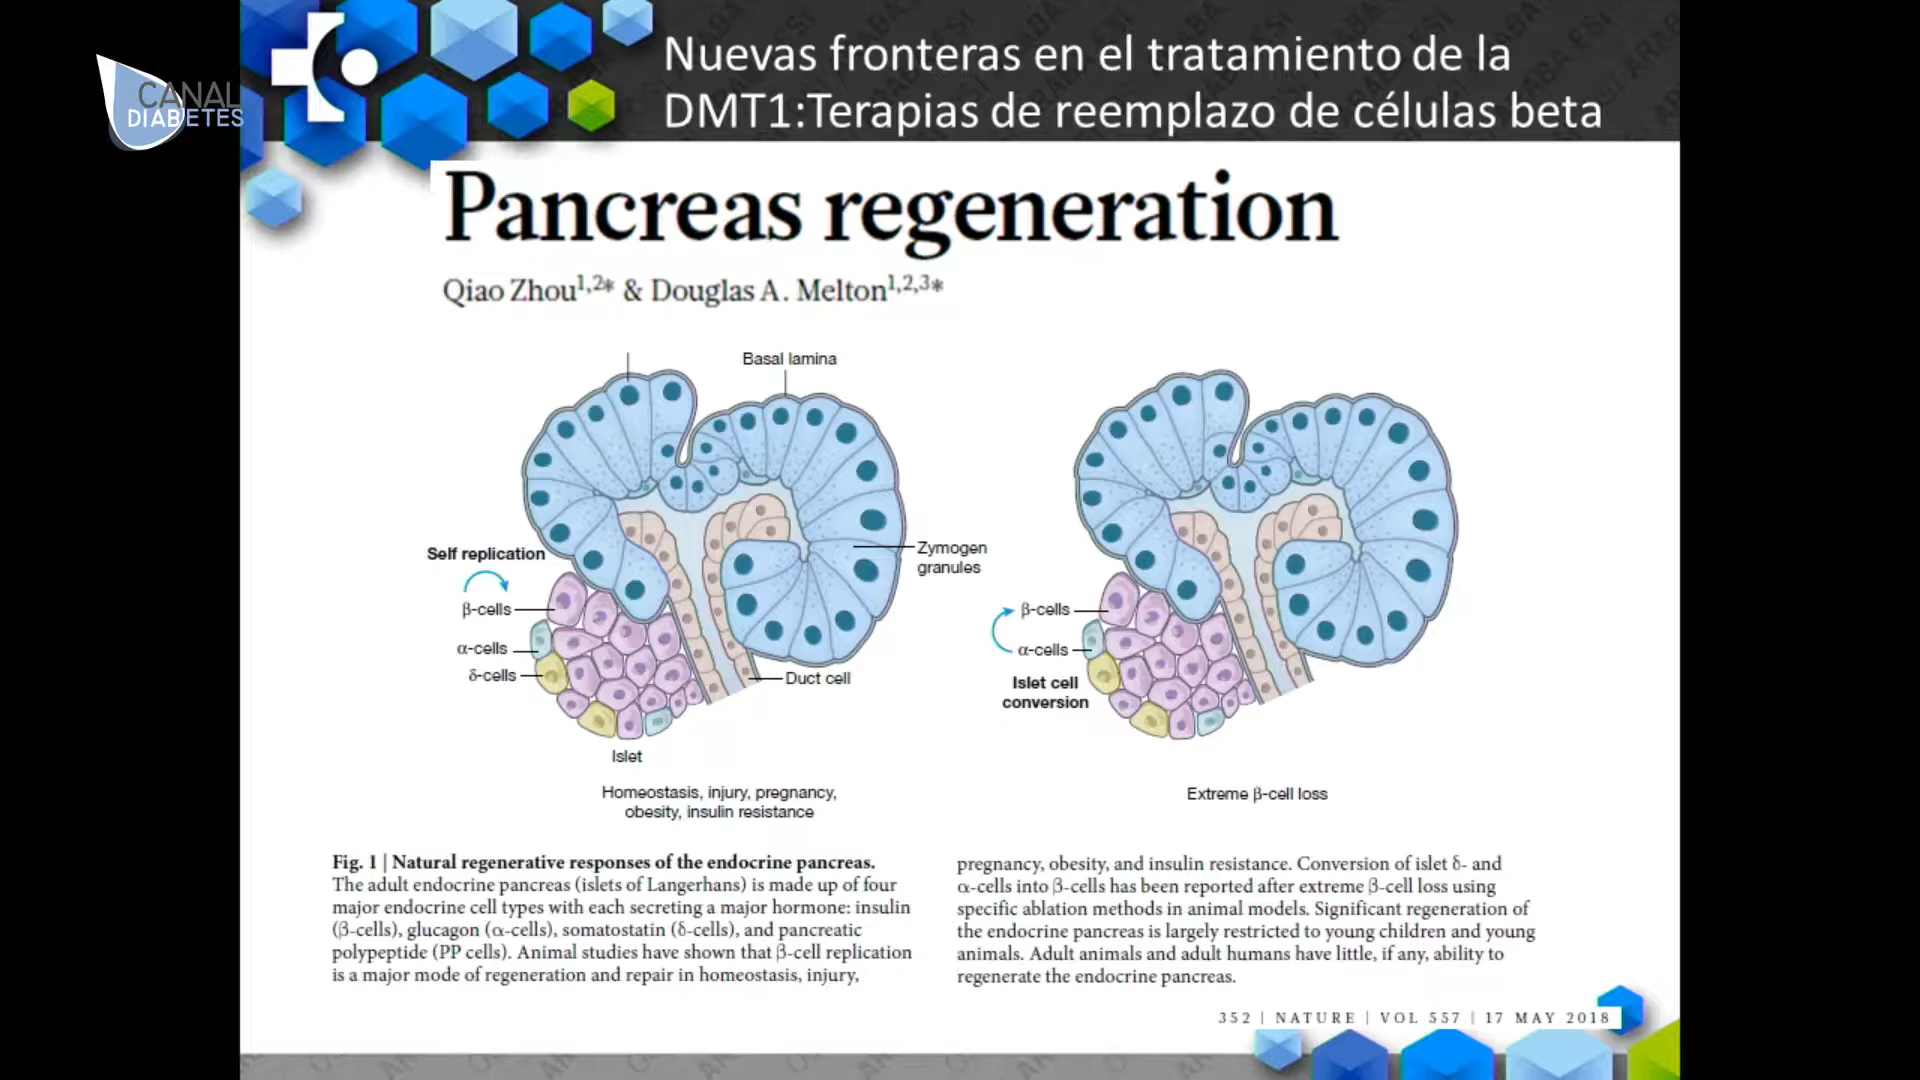 CANAL
DIABETES
Nuevas fronteras en el tratamiento de la
DMT1:Terapias de reemplazo de células beta
Pancreas regeneration
Qiao Zhou1,2* & Douglas A. Melton1,2,3*
Basal lamina
Zymogen
granules
Self replication
β-cells
α-cells
δ-cells
Duct cell
Islet
Homeostasis, injury, pregnancy,
obesity, insulin resistance
β-cells
α-cells
Islet cell
conversion
Extreme β-cell loss
Fig. 1 | Natural regenerative responses of the endocrine pancreas.
The adult endocrine pancreas (islets of Langerhans) is made up of four
major endocrine cell types with each secreting a major hormone: insulin
(β-cells), glucagon (α-cells), somatostatin (δ-cells), and pancreatic
polypeptide (PP cells). Animal studies have shown that β-cell replication
is a major mode of regeneration and repair in homeostasis, injury,
pregnancy, obesity, and insulin resistance. Conversion of islet δ- and
α-cells into β-cells has been reported after extreme β-cell loss using
specific ablation methods in animal models. Significant regeneration of
the endocrine pancreas is largely restricted to young children and young
animals. Adult animals and adult humans have little, if any, ability to
regenerate the endocrine pancreas.
352 | NATURE | VOL 557 | 17 MAY 2018